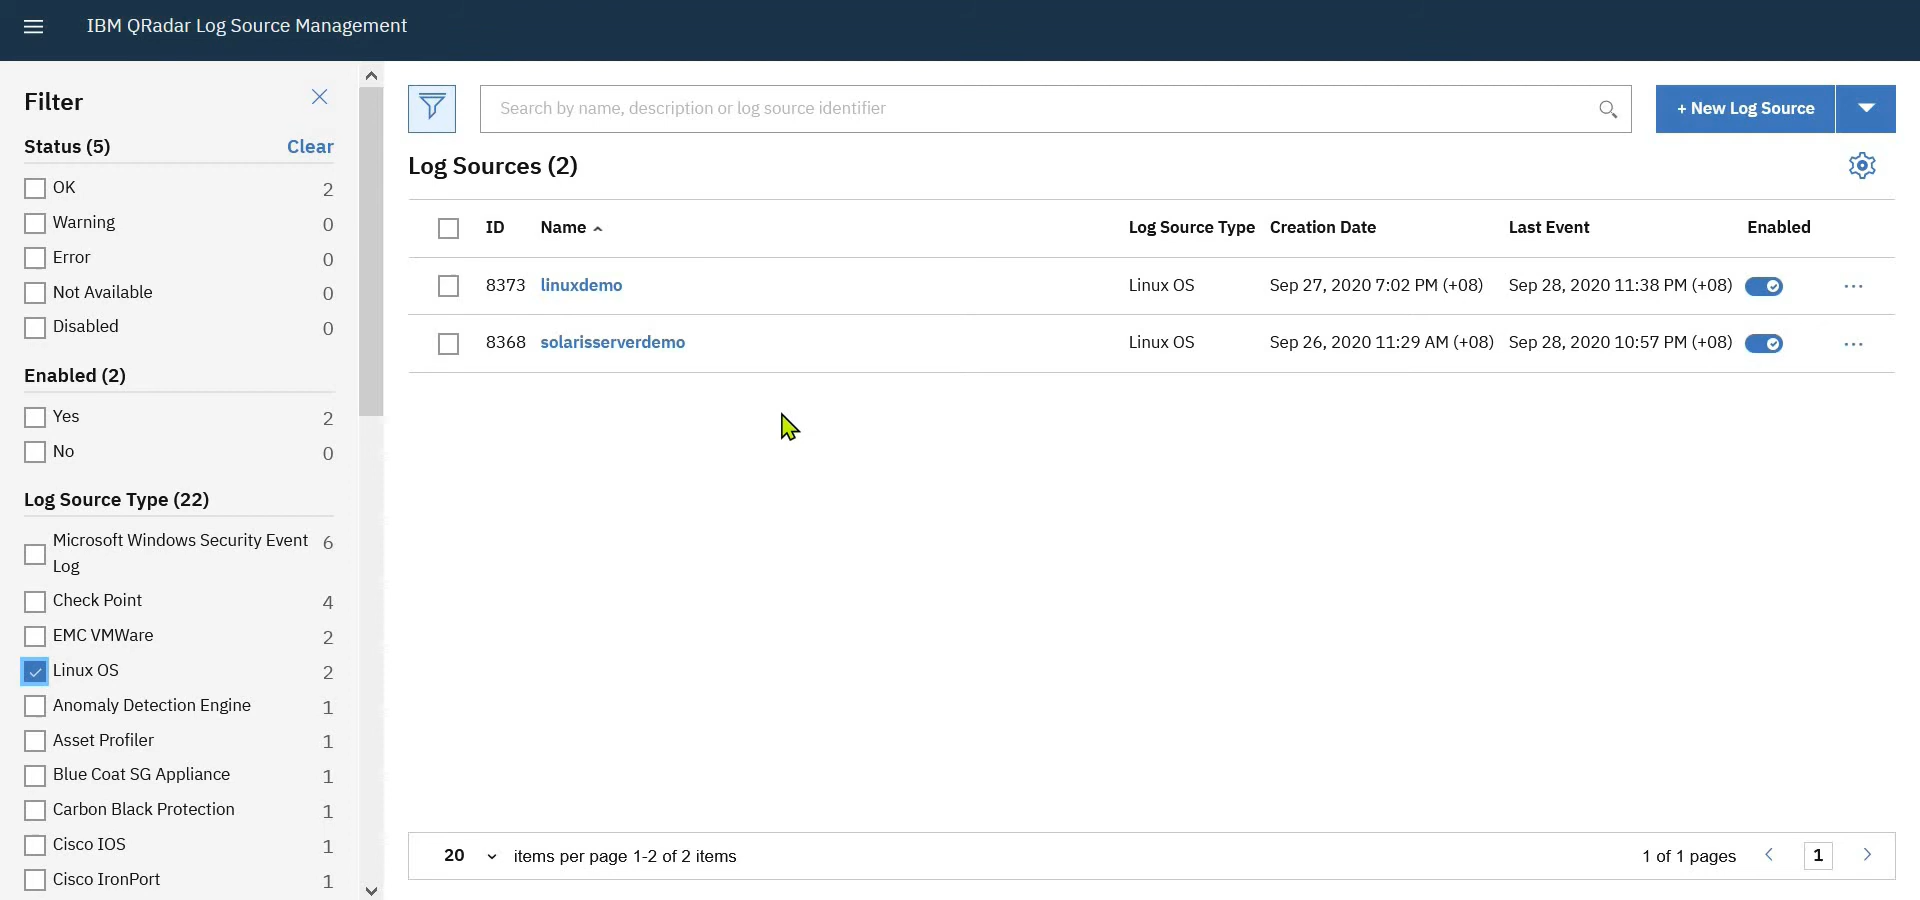 IBM QRadar Log Source Management
Filter
Status (5) Clear
OK 2
Warning 0
Error 0
Not Available 0
Disabled 0
Enabled (2)
Yes 2
No 0
Log Source Type (22)
Microsoft Windows Security Event 6
Log
Check Point 4
EMC VMWare 2
Linux OS 2
Anomaly Detection Engine 1
Asset Profiler 1
Blue Coat SG Appliance 1
Carbon Black Protection 1
Cisco IOS 1
Cisco IronPort 1
Search by name, description or log source identifier
+ New Log Source
Log Sources (2)
ID Name Log Source Type Creation Date Last Event Enabled
8373 linuxdemo Linux OS Sep 27, 2020 7:02 PM (+08) Sep 28, 2020 11:38 PM (+08) ...
8368 solarisserverdemo Linux OS Sep 26, 2020 11:29 AM (+08) Sep 28, 2020 10:57 PM (+08) ...
20 items per page 1-2 of 2 items 1 of 1 pages 1